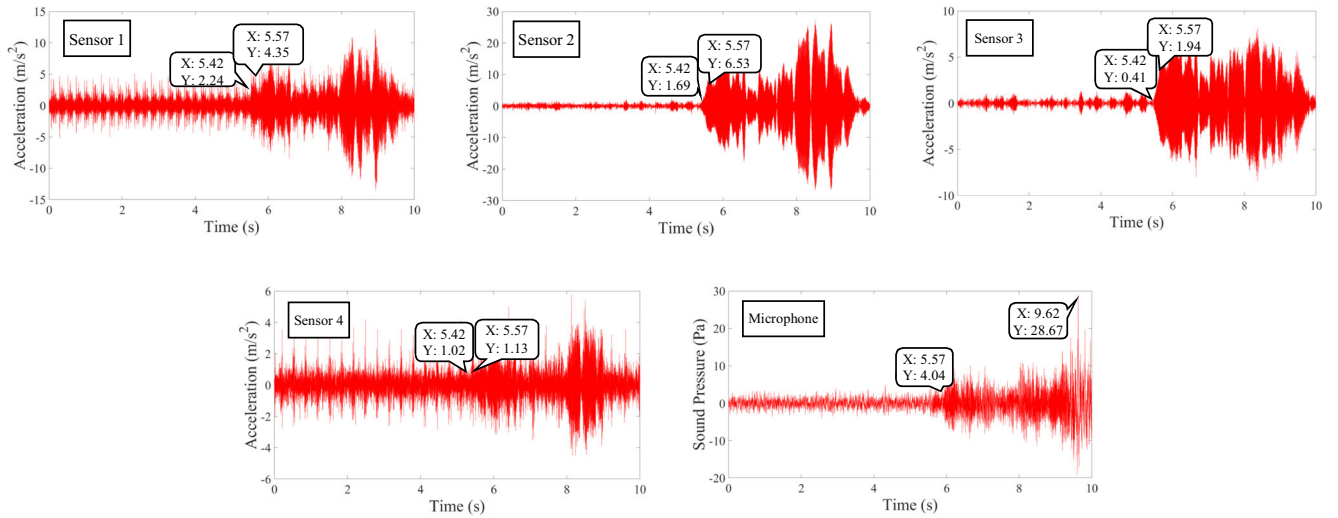 Sensor 1
X: 5.42
Y: 2.24
X: 5.57
Y: 4.35
15
10
5
0
-5
-10
-15
Acceleration (m/s²)
0 2 4 6 8 10
Time (s)
Sensor 2
X: 5.42
Y: 1.69
X: 5.57
Y: 6.53
30
20
10
0
-10
-20
-30
Acceleration (m/s²)
0 2 4 6 8 10
Time (s)
Sensor 3
X: 5.42
Y: 0.41
X: 5.57
Y: 1.94
10
5
0
-5
-10
Acceleration (m/s²)
0 2 4 6 8 10
Time (s)
Sensor 4
X: 5.42
Y: 1.02
X: 5.57
Y: 1.13
6
4
2
0
-2
-4
-6
Acceleration (m/s²)
0 2 4 6 8 10
Time (s)
Microphone
X: 5.57
Y: 4.04
X: 9.62
Y: 28.67
30
20
10
0
-10
-20
Sound Pressure (Pa)
0 2 4 6 8 10
Time (s)